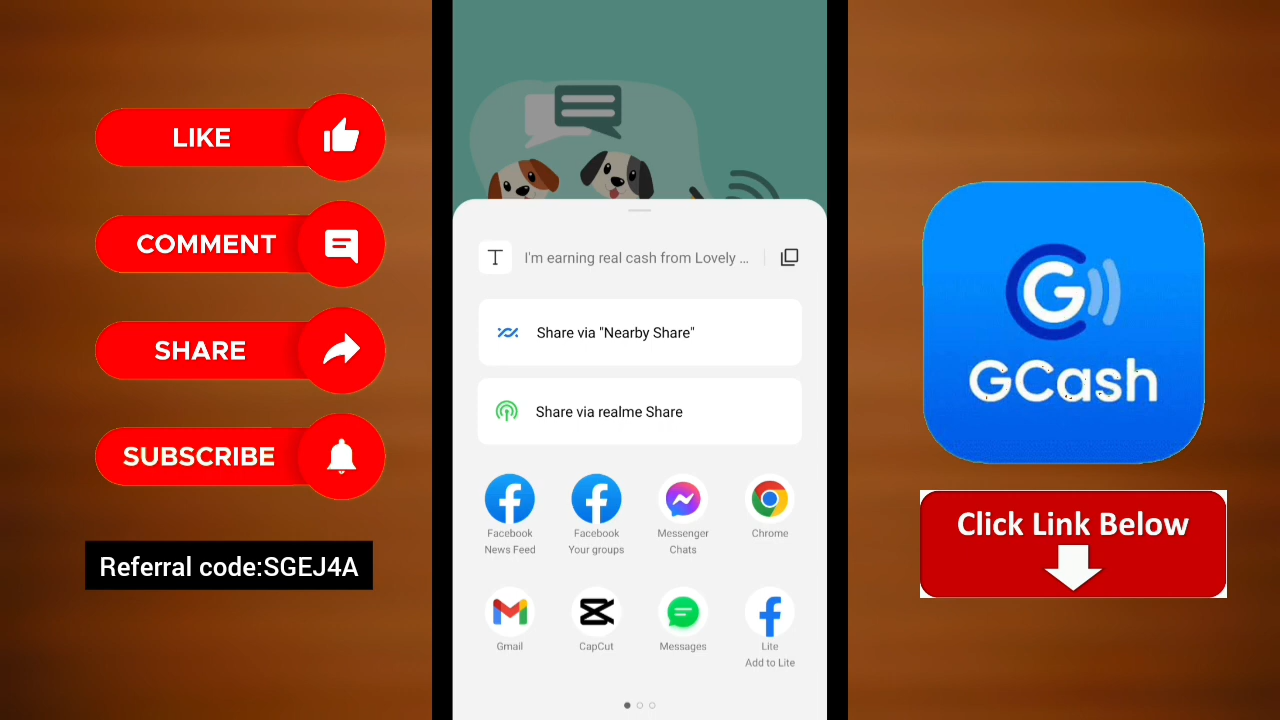 LIKE
COMMENT
SHARE
SUBSCRIBE
Referral code:SGEJ4A
T
I'm earning real cash from Lovely ...
Share via "Nearby Share"
Share via realme Share
Facebook
News Feed
Facebook
Your groups
Messenger
Chats
Chrome
Gmail
CapCut
Messages
Lite
Add to Lite
G
GCash
Click Link Below